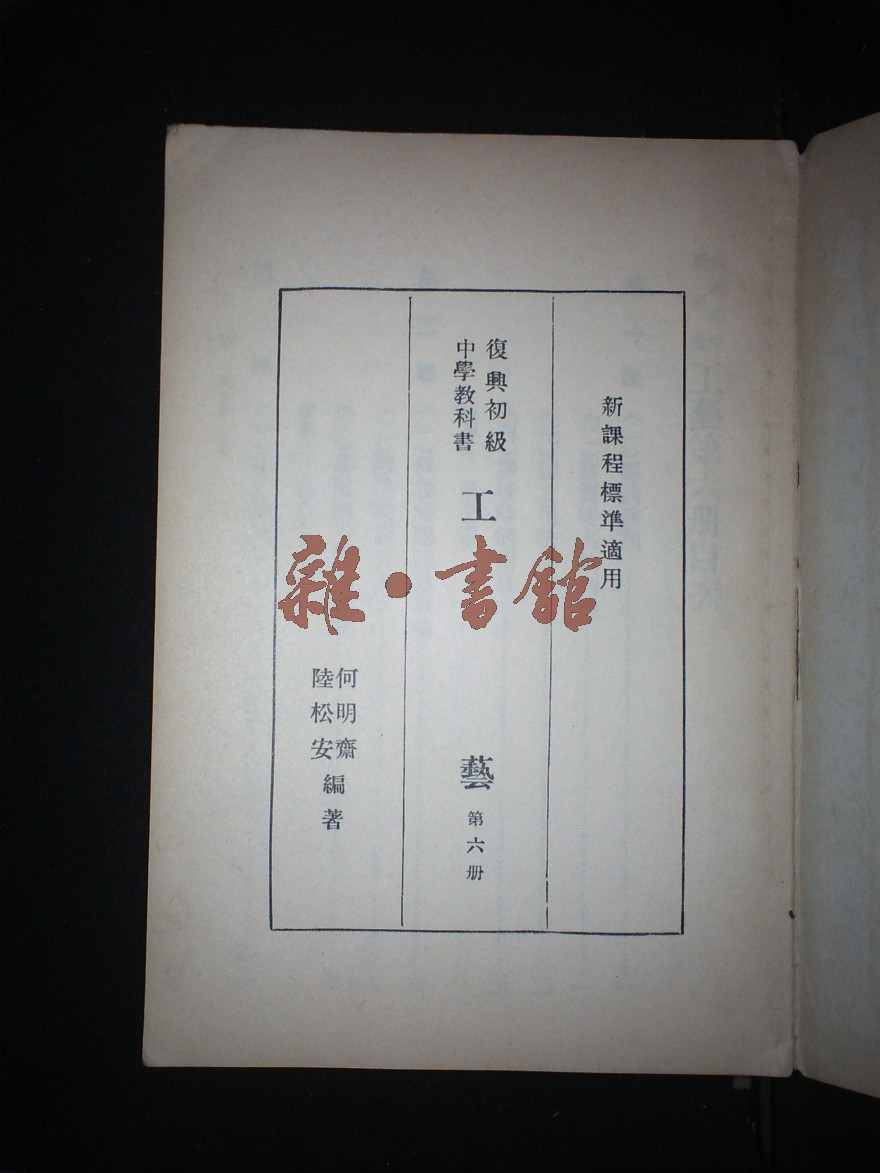 新課程標準適用
復興初級
中學教科書
工藝
第六册
何明齋
陸松安
編著
雜·書館